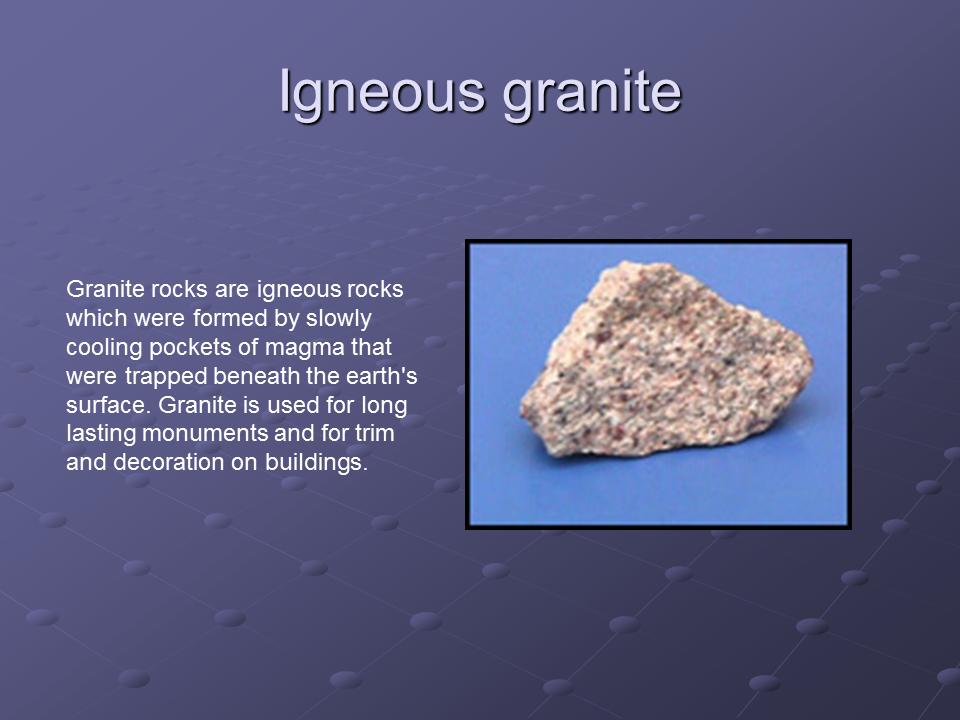 Igneous granite
Granite rocks are igneous rocks
which were formed by slowly
cooling pockets of magma that
were trapped beneath the earth's
surface. Granite is used for long
lasting monuments and for trim
and decoration on buildings.